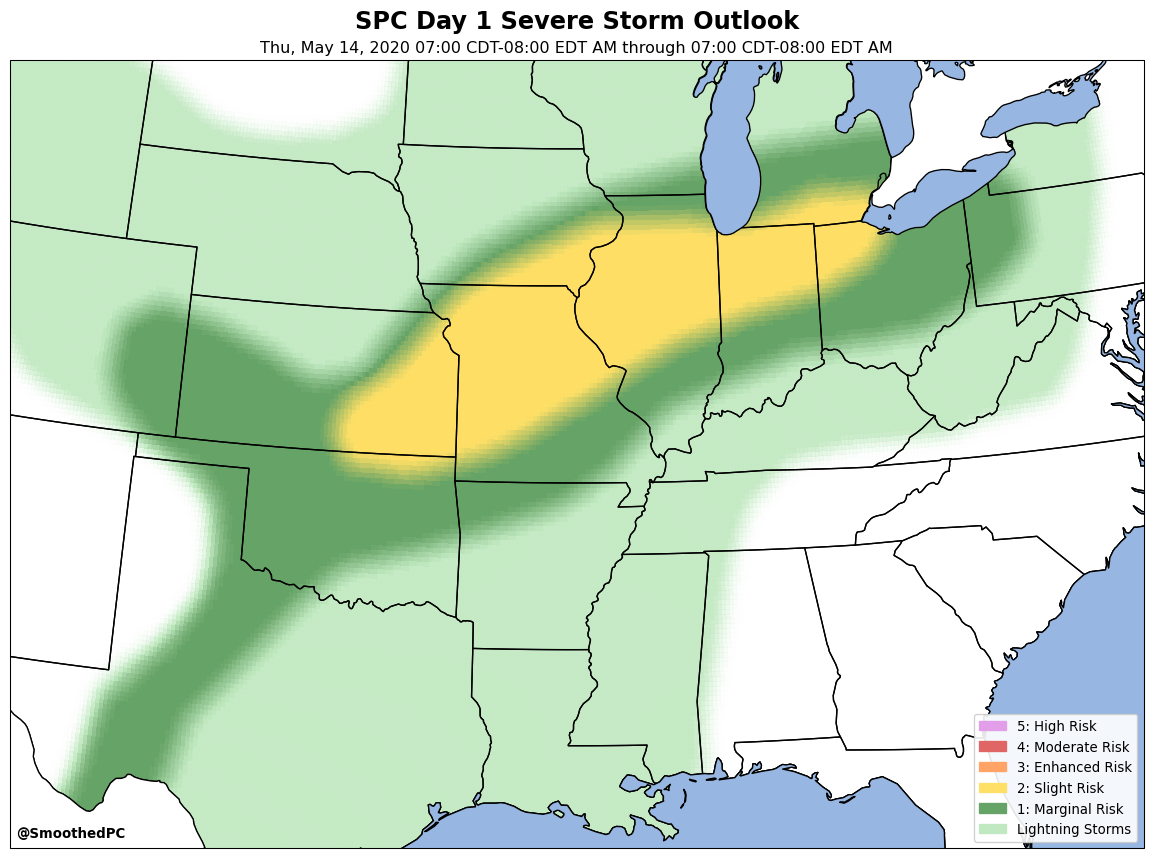 SPC Day 1 Severe Storm Outlook
Thu, May 14, 2020 07:00 CDT-08:00 EDT AM through 07:00 CDT-08:00 EDT AM
5: High Risk
4: Moderate Risk
3: Enhanced Risk
2: Slight Risk
1: Marginal Risk
Lightning Storms
@SmoothedPC